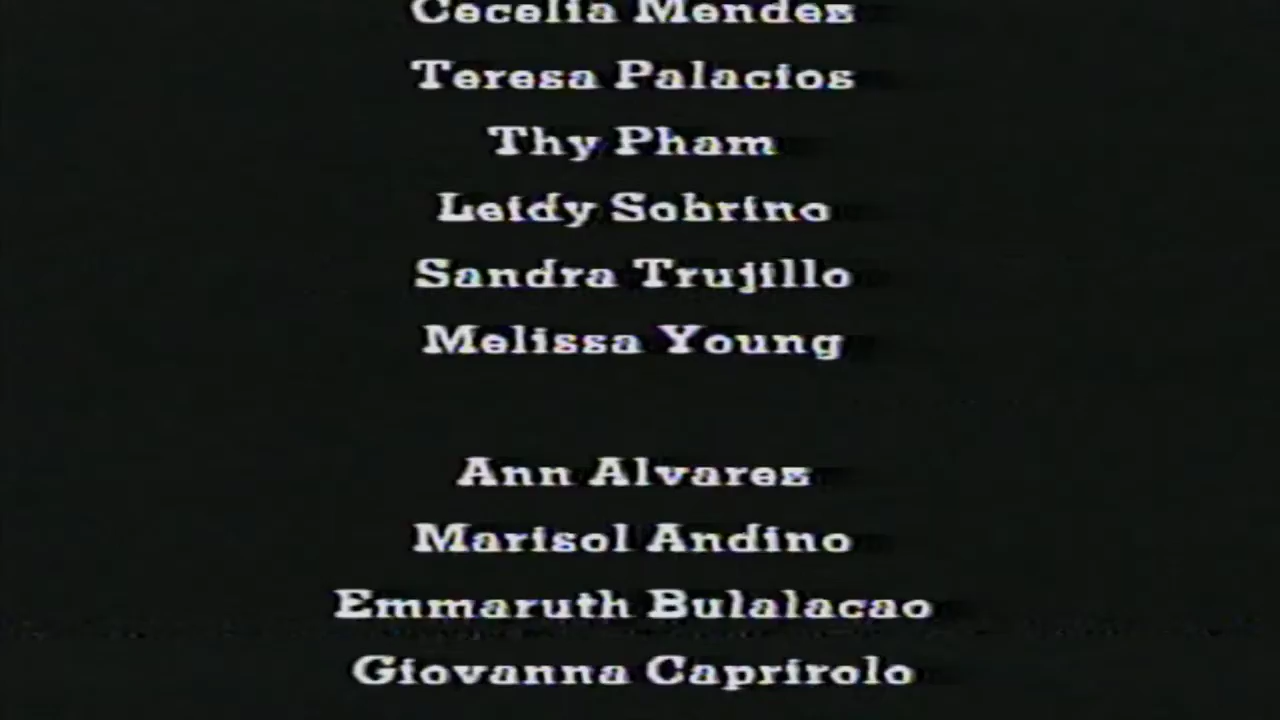 Cecelia Mendez
Teresa Palacios
Thy Pham
Leidy Sobrino
Sandra Trujillo
Melissa Young
Ann Alvarez
Marisol Andino
Emmaruth Bulalacao
Giovanna Caprirolo